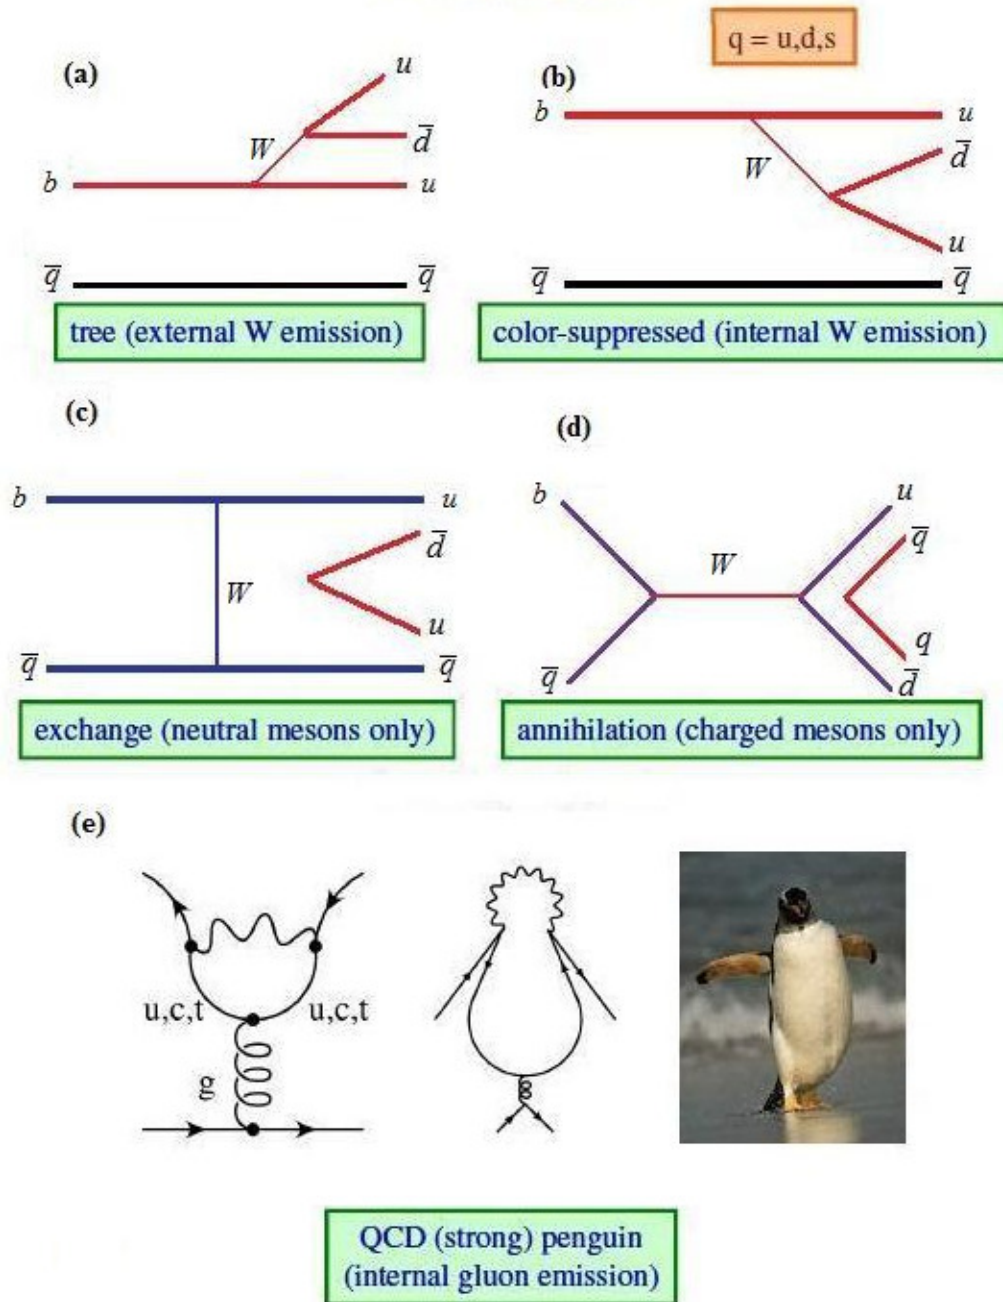 q = u,d,s
(a)
u
W
d̅
b
u
q̅
q̅
tree (external W emission)
(b)
b
u
d̅
W
u
q̅
q̅
color-suppressed (internal W emission)
(c)
b
u
d̅
W
u
q̅
q̅
exchange (neutral mesons only)
(d)
b
u
q̅
W
q
q̅
d̅
annihilation (charged mesons only)
(e)
u,c,t
u,c,t
g
g
QCD (strong) penguin
(internal gluon emission)